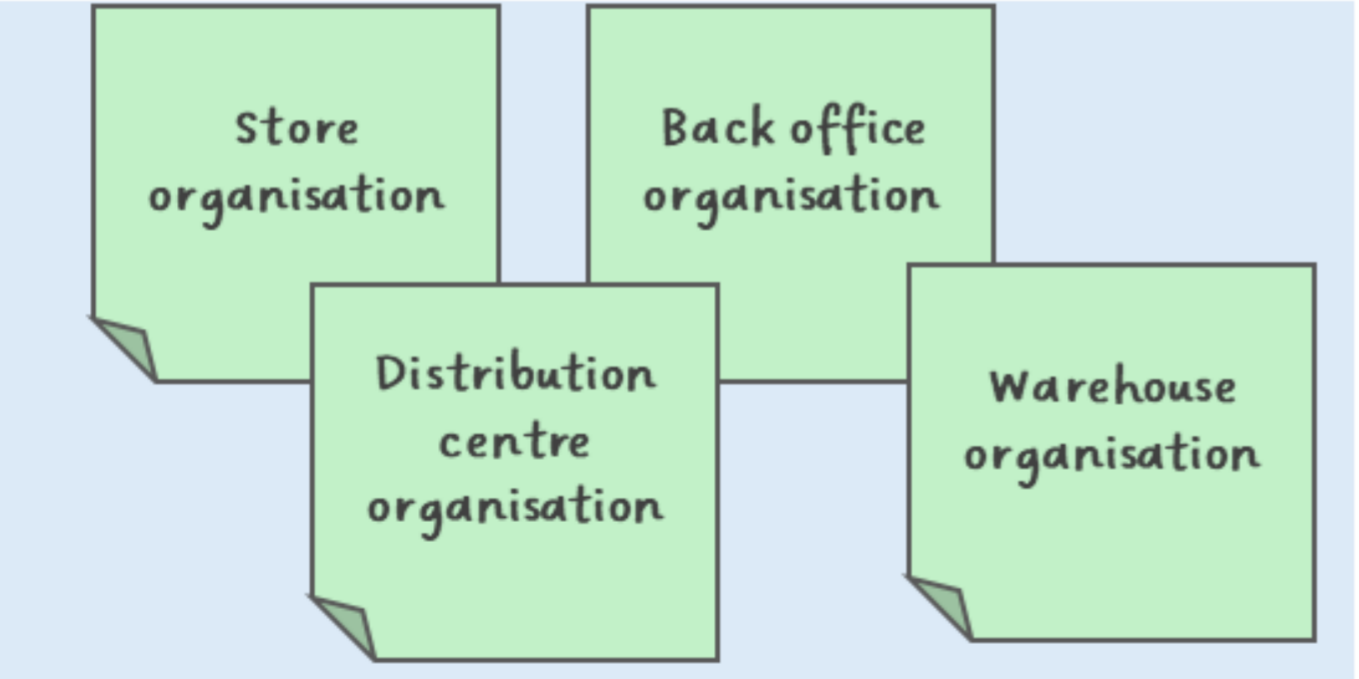 Store
organisation
Back office
organisation
Distribution
centre
organisation
Warehouse
organisation